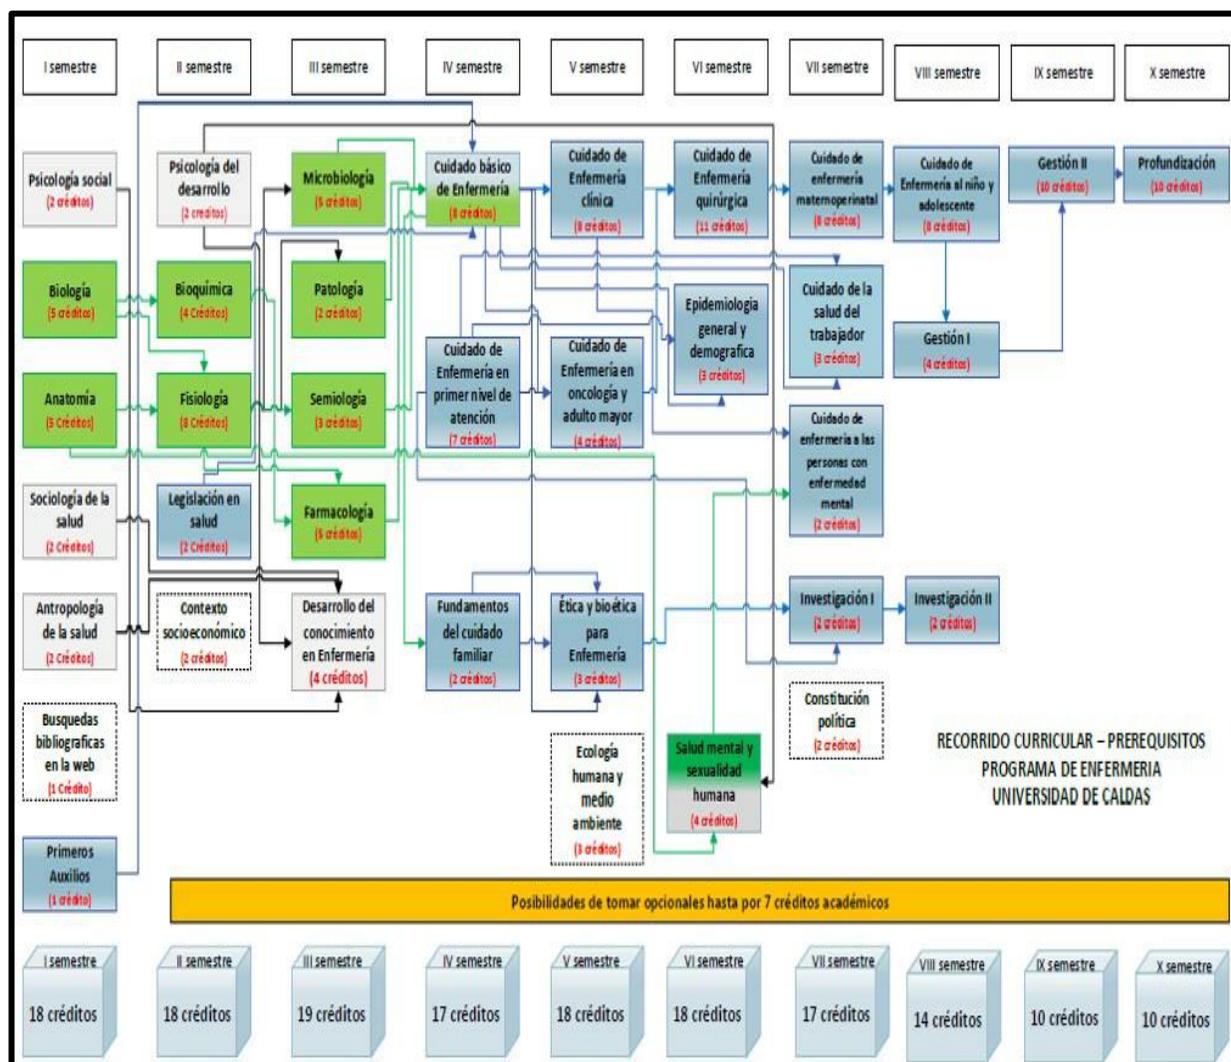 I semestre
II semestre
III semestre
IV semestre
V semestre
VI semestre
VII semestre
VIII semestre
IX semestre
X semestre
Psicología social
(2 créditos)
Biología
(5 créditos)
Anatomía
(5 Créditos)
Sociología de la
salud
(2 Créditos)
Antropología
de la salud
(2 Créditos)
Busquedas
bibliograficas
en la web
(1 Crédito)
Primeros
Auxilios
(1 crédito)
Psicología del
desarrollo
(2 creditos)
Bioquímica
(4 Créditos)
Fisiología
(8 Créditos)
Legislación en
salud
(2 Créditos)
Contexto
socioeconómico
(2 créditos)
Microbiología
(5 créditos)
Patología
(2 créditos)
Semiología
(3 créditos)
Farmacología
(5 créditos)
Desarrollo del
conocimiento
en Enfermería
(4 créditos)
Cuidado básico
de Enfermería
(8 créditos)
Cuidado de
Enfermería en
primer nivel de
atención
(7 créditos)
Fundamentos
del cuidado
familiar
(2 créditos)
Cuidado de
Enfermería
clínica
(8 créditos)
Cuidado de
Enfermería en
oncología y
adulto mayor
(4 créditos)
Ética y bioética
para
Enfermería
(3 créditos)
Ecología
humana y
medio
ambiente
(3 créditos)
Cuidado de
Enfermería
quirúrgica
(11 créditos)
Epidemiologia
general y
demografica
(3 créditos)
Salud mental y
sexualidad
humana
(4 créditos)
Cuidado de
enfermería
maternoperinatal
(8 créditos)
Cuidado de la
salud del
trabajador
(3 créditos)
Cuidado de
enfermería a las
personas con
enfermedad
mental
(2 créditos)
Investigación I
(2 créditos)
Constitución
política
(2 créditos)
Cuidado de
Enfermería al niño y
adolescente
(8 créditos)
Gestión I
(4 créditos)
Investigación II
(2 créditos)
Gestión II
(10 créditos)
Profundización
(10 créditos)
RECORRIDO CURRICULAR – PREREQUISITOS
PROGRAMA DE ENFERMERIA
UNIVERSIDAD DE CALDAS
Posibilidades de tomar opcionales hasta por 7 créditos académicos
I semestre
18 créditos
II semestre
18 créditos
III semestre
19 créditos
IV semestre
17 créditos
V semestre
18 créditos
VI semestre
18 créditos
VII semestre
17 créditos
VIII semestre
14 créditos
IX semestre
10 créditos
X semestre
10 créditos